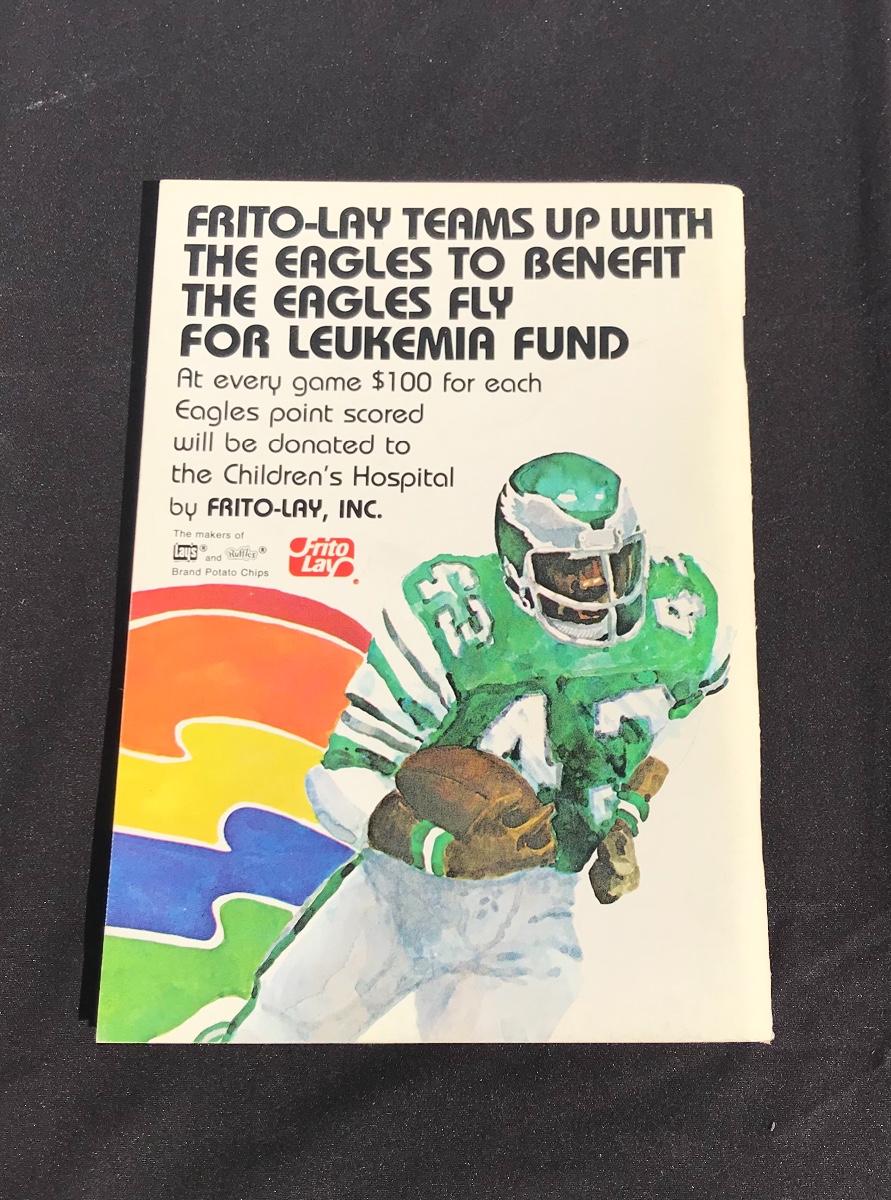 FRITO-LAY TEAMS UP WITH
THE EAGLES TO BENEFIT
THE EAGLES FLY
FOR LEUKEMIA FUND
At every game $100 for each
Eagles point scored
will be donated to
the Children's Hospital
by FRITO-LAY, INC.
The makers of
Lay's® and Ruffles®
Brand Potato Chips
Frito
Lay®
47